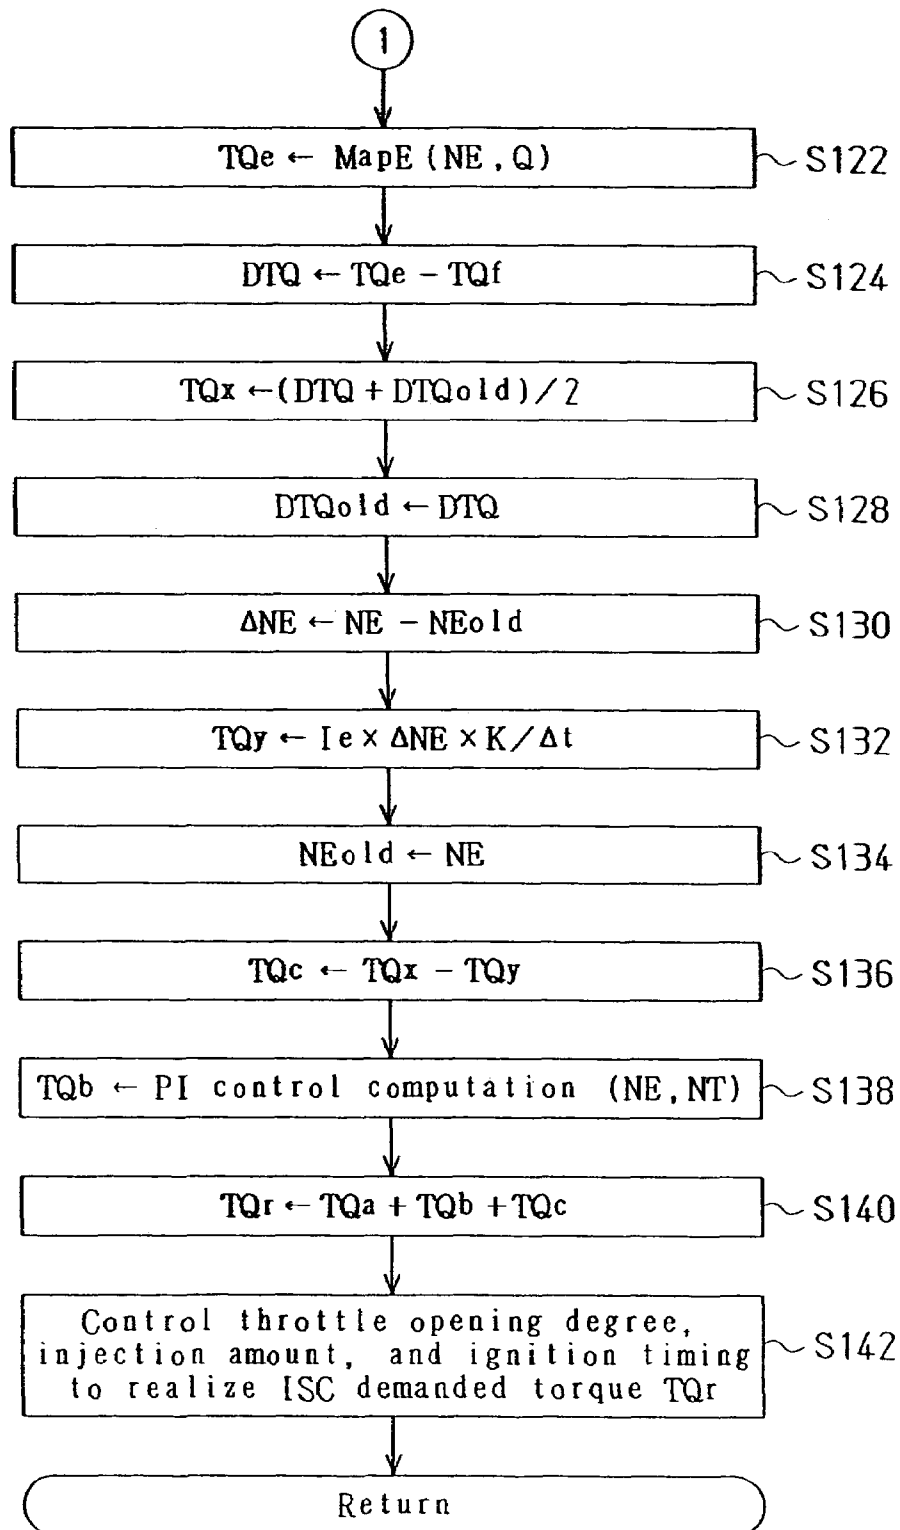 1
TQe ← MapE (NE, Q)
S122
DTQ ← TQe - TQf
S124
TQx ← (DTQ + DTQold) / 2
S126
DTQold ← DTQ
S128
ΔNE ← NE - NEold
S130
TQy ← Ie × ΔNE × K / Δt
S132
NEold ← NE
S134
TQc ← TQx - TQy
S136
TQb ← PI control computation (NE, NT)
S138
TQr ← TQa + TQb + TQc
S140
Control throttle opening degree,
injection amount, and ignition timing
to realize ISC demanded torque TQr
S142
Return